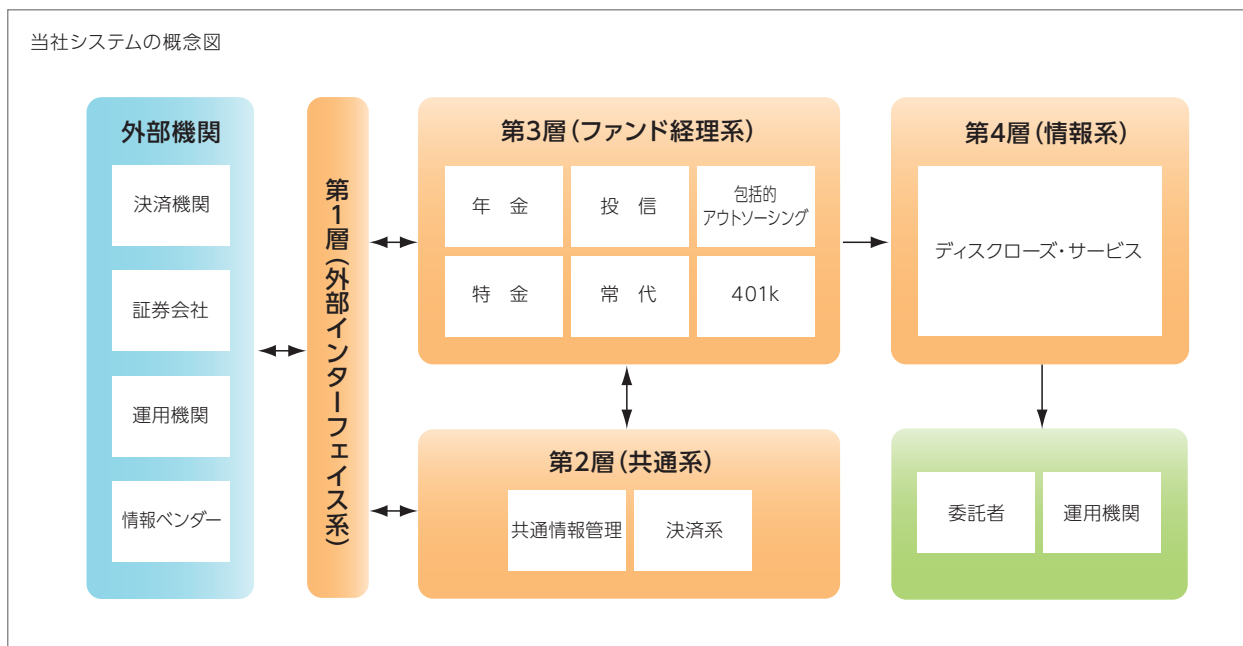 当社システムの概念図
外部機関
決済機関
証券会社
運用機関
情報ベンダー
第1層(外部インターフェイス系)
第3層(ファンド経理系)
年 金
投 信
包括的
アウトソーシング
特 金
常 代
401k
第2層(共通系)
共通情報管理
決済系
第4層(情報系)
ディスクローズ・サービス
委託者
運用機関